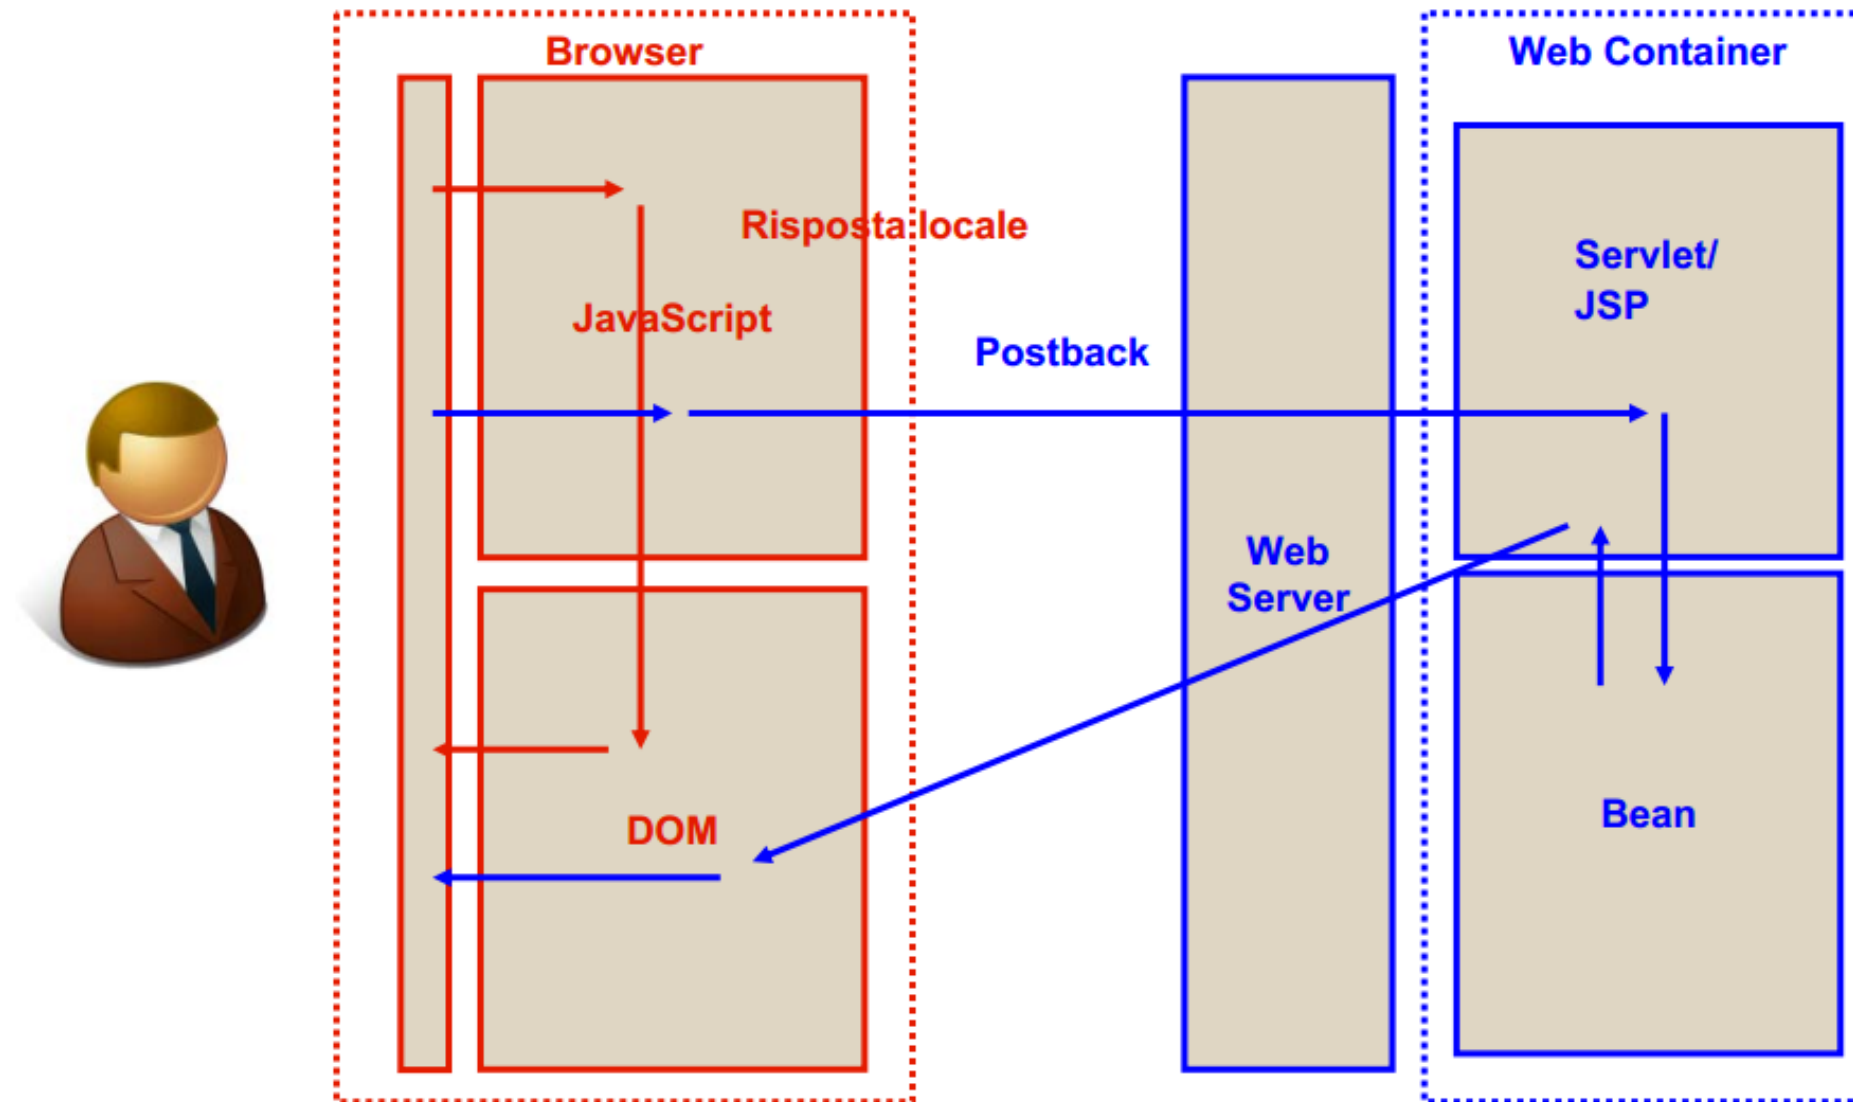 Browser
Web Container
Risposta locale
Servlet/
JSP
JavaScript
Postback
Web
Server
Bean
DOM